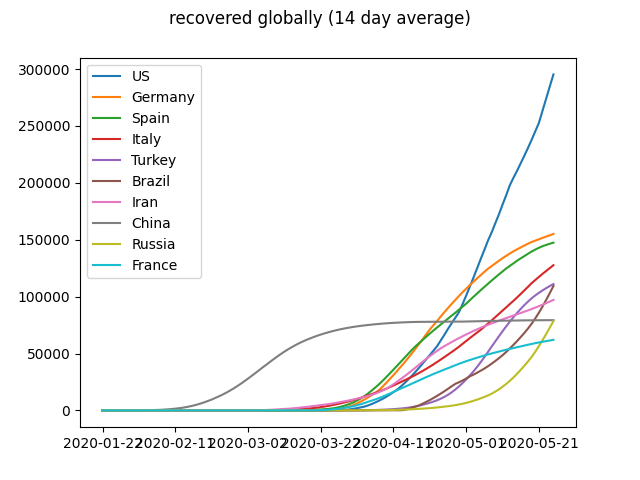 recovered globally (14 day average)
300000
250000
200000
150000
100000
50000
0
US
Germany
Spain
Italy
Turkey
Brazil
Iran
China
Russia
France
2020-01-22 2020-02-11 2020-03-02 2020-03-22 2020-04-11 2020-05-01 2020-05-21